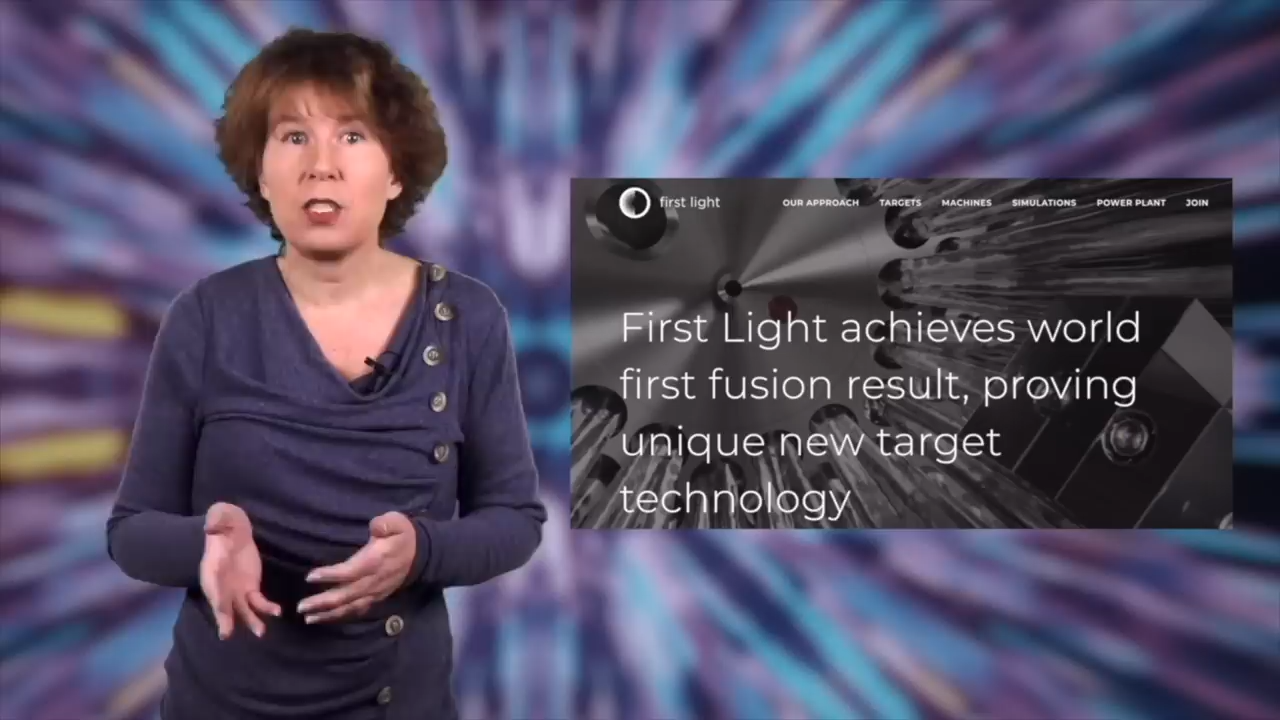 first light
OUR APPROACH TARGETS MACHINES SIMULATIONS POWER PLANT JOIN
First Light achieves world
first fusion result, proving
unique new target
technology